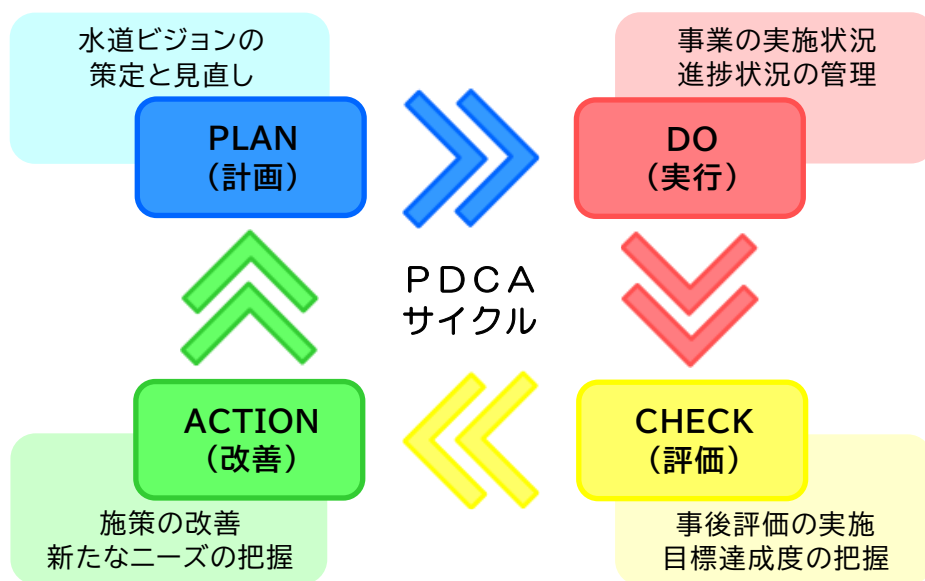 水道ビジョンの
策定と見直し
PLAN
（計画）
事業の実施状況
進捗状況の管理
DO
（実行）
ＰＤＣＡ
サイクル
ACTION
（改善）
施策の改善
新たなニーズの把握
CHECK
（評価）
事後評価の実施
目標達成度の把握